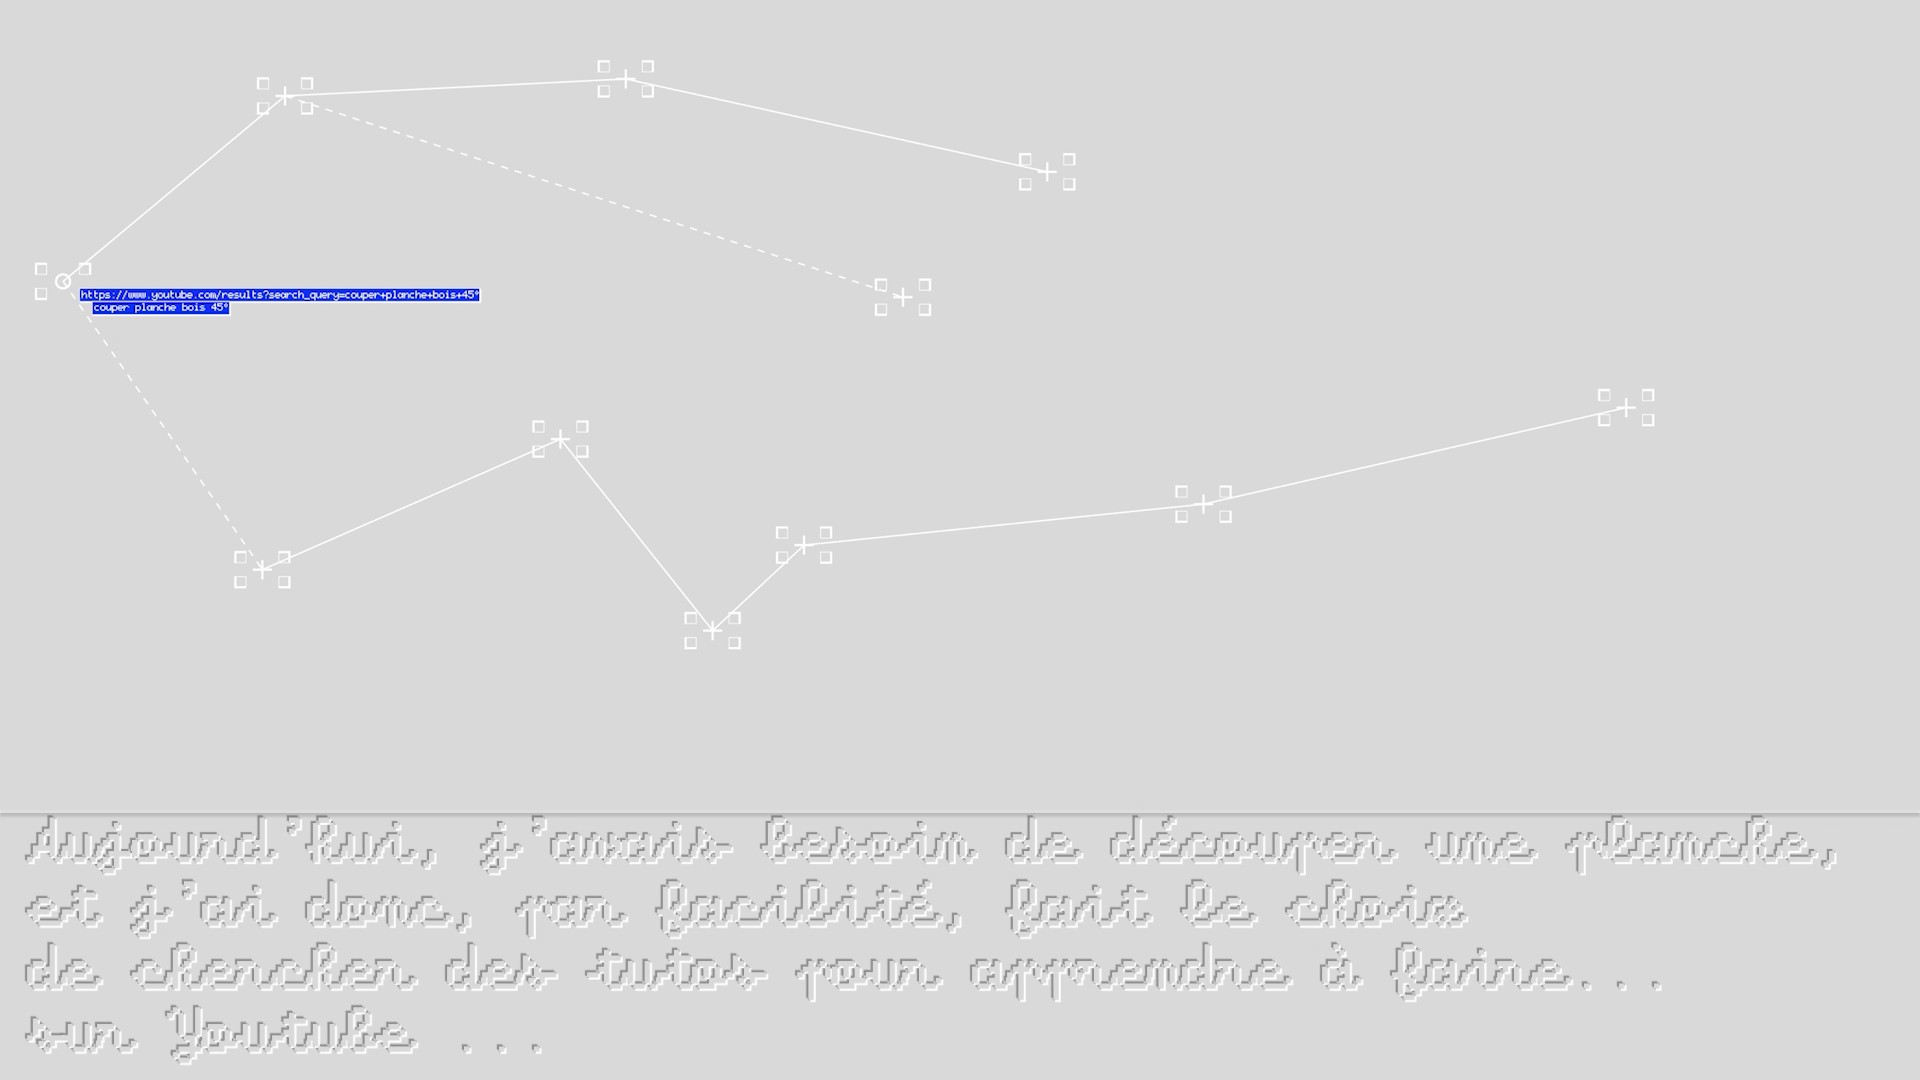 https://www.youtube.com/results?search_query=couper+planche+bois+45°
couper planche bois 45°
Aujourd'hui, j'avais besoin de découper une planche,
et j'ai donc, par facilité, fait le choix
de chercher des tutos pour apprendre à faire...
sur Youtube ...